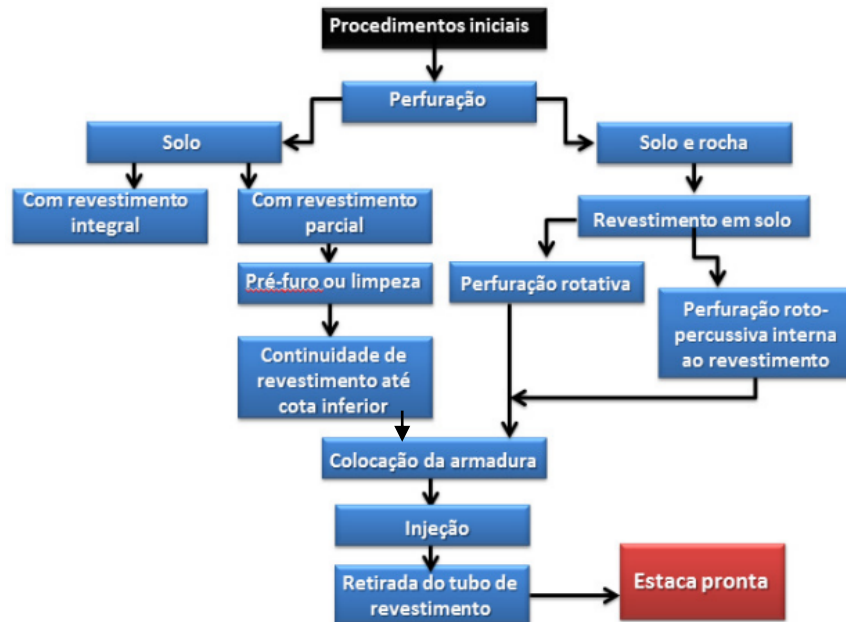 Procedimentos iniciais
Perfuração
Solo
Solo e rocha
Com revestimento
integral
Com revestimento
parcial
Revestimento em solo
Pré-furo ou limpeza
Perfuração rotativa
Perfuração roto-
percussiva interna
ao revestimento
Continuidade de
revestimento até
cota inferior
Colocação da armadura
Injeção
Retirada do tubo de
revestimento
Estaca pronta